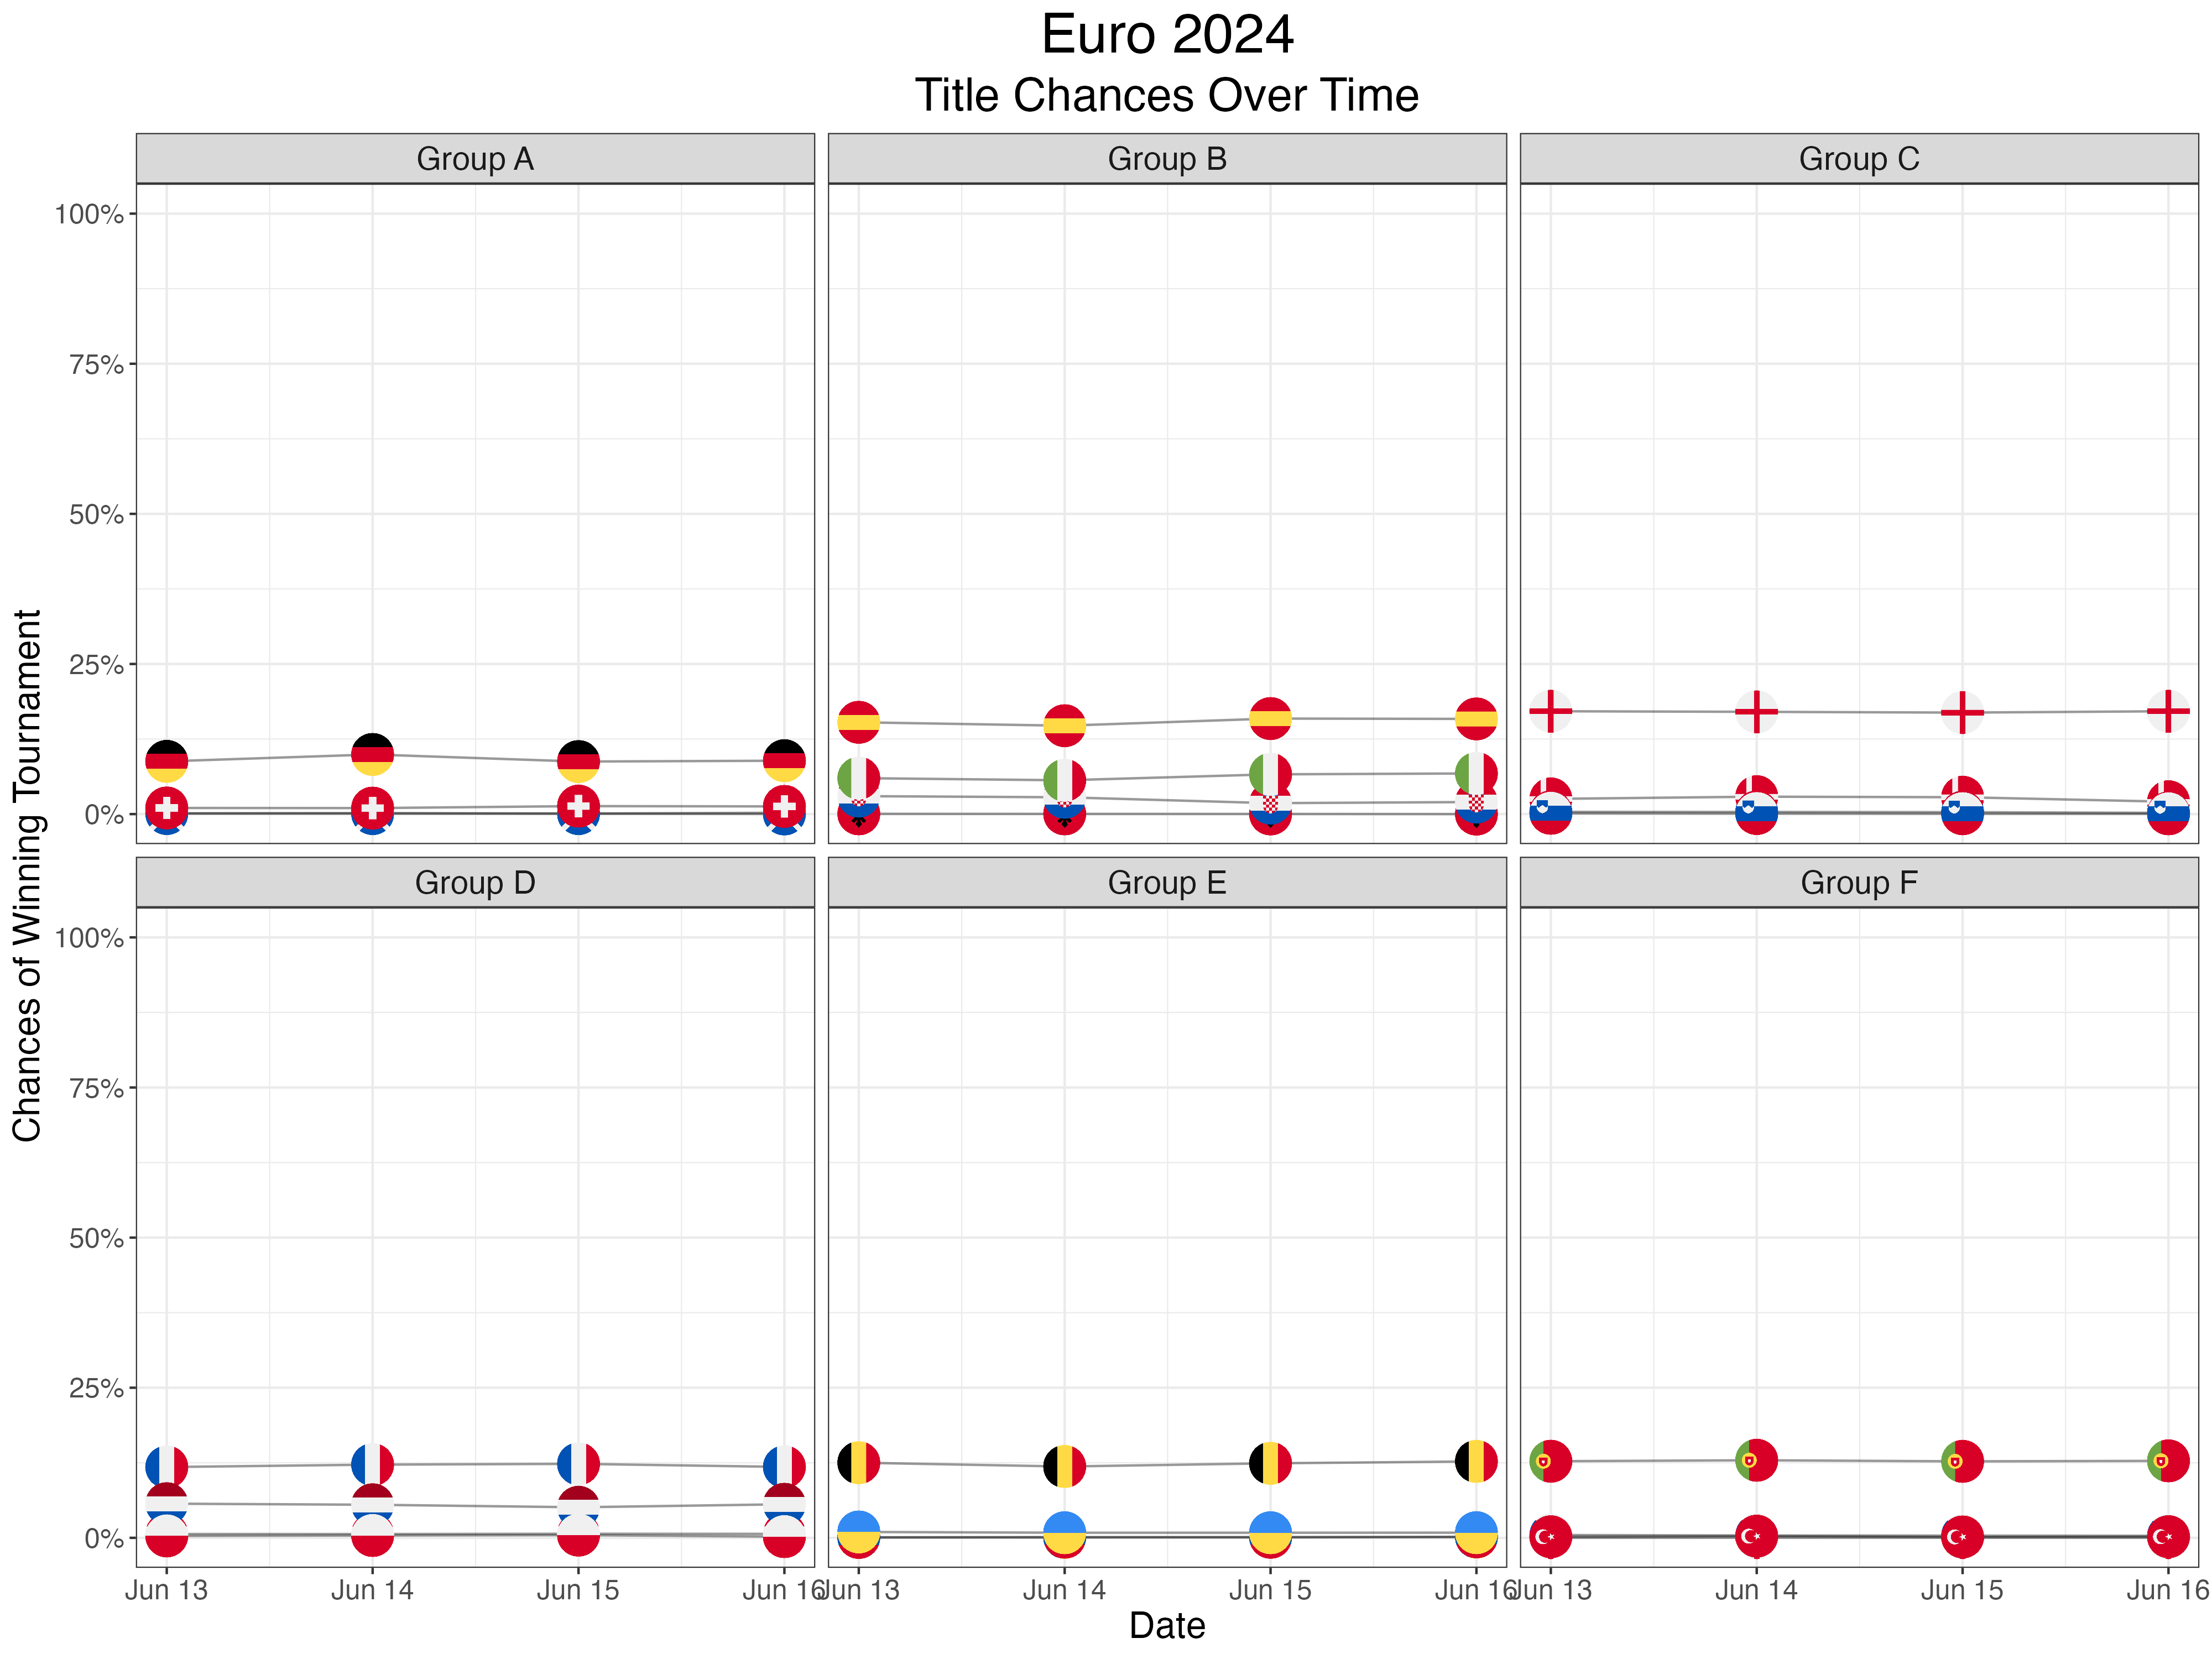 Euro 2024
Title Chances Over Time
Group A
Group B
Group C
100%
75%
50%
25%
0%
Group D
Group E
Group F
100%
75%
50%
25%
0%
Jun 13
Jun 14
Jun 15
Jun 16
Jun 13
Jun 14
Jun 15
Jun 16
Jun 13
Jun 14
Jun 15
Jun 16
Date
Chances of Winning Tournament